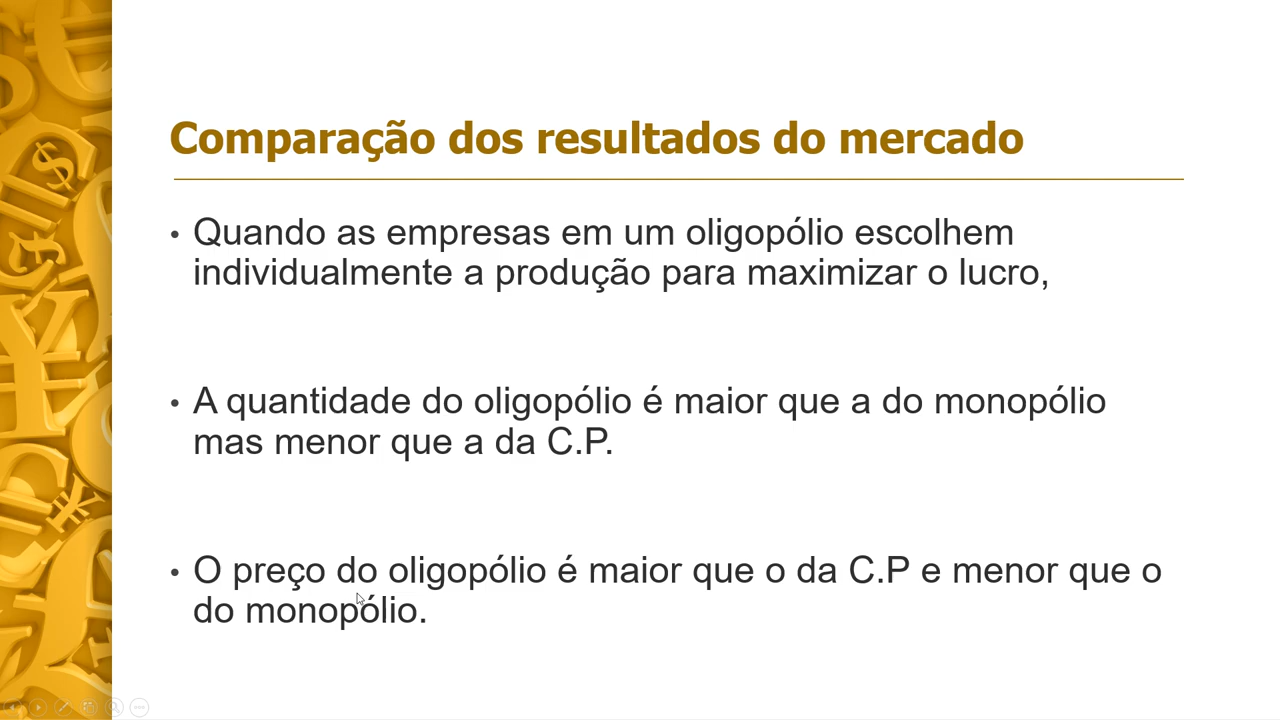 Comparação dos resultados do mercado
• Quando as empresas em um oligopólio escolhem
individualmente a produção para maximizar o lucro,
• A quantidade do oligopólio é maior que a do monopólio
mas menor que a da C.P.
• O preço do oligopólio é maior que o da C.P e menor que o
do monopólio.